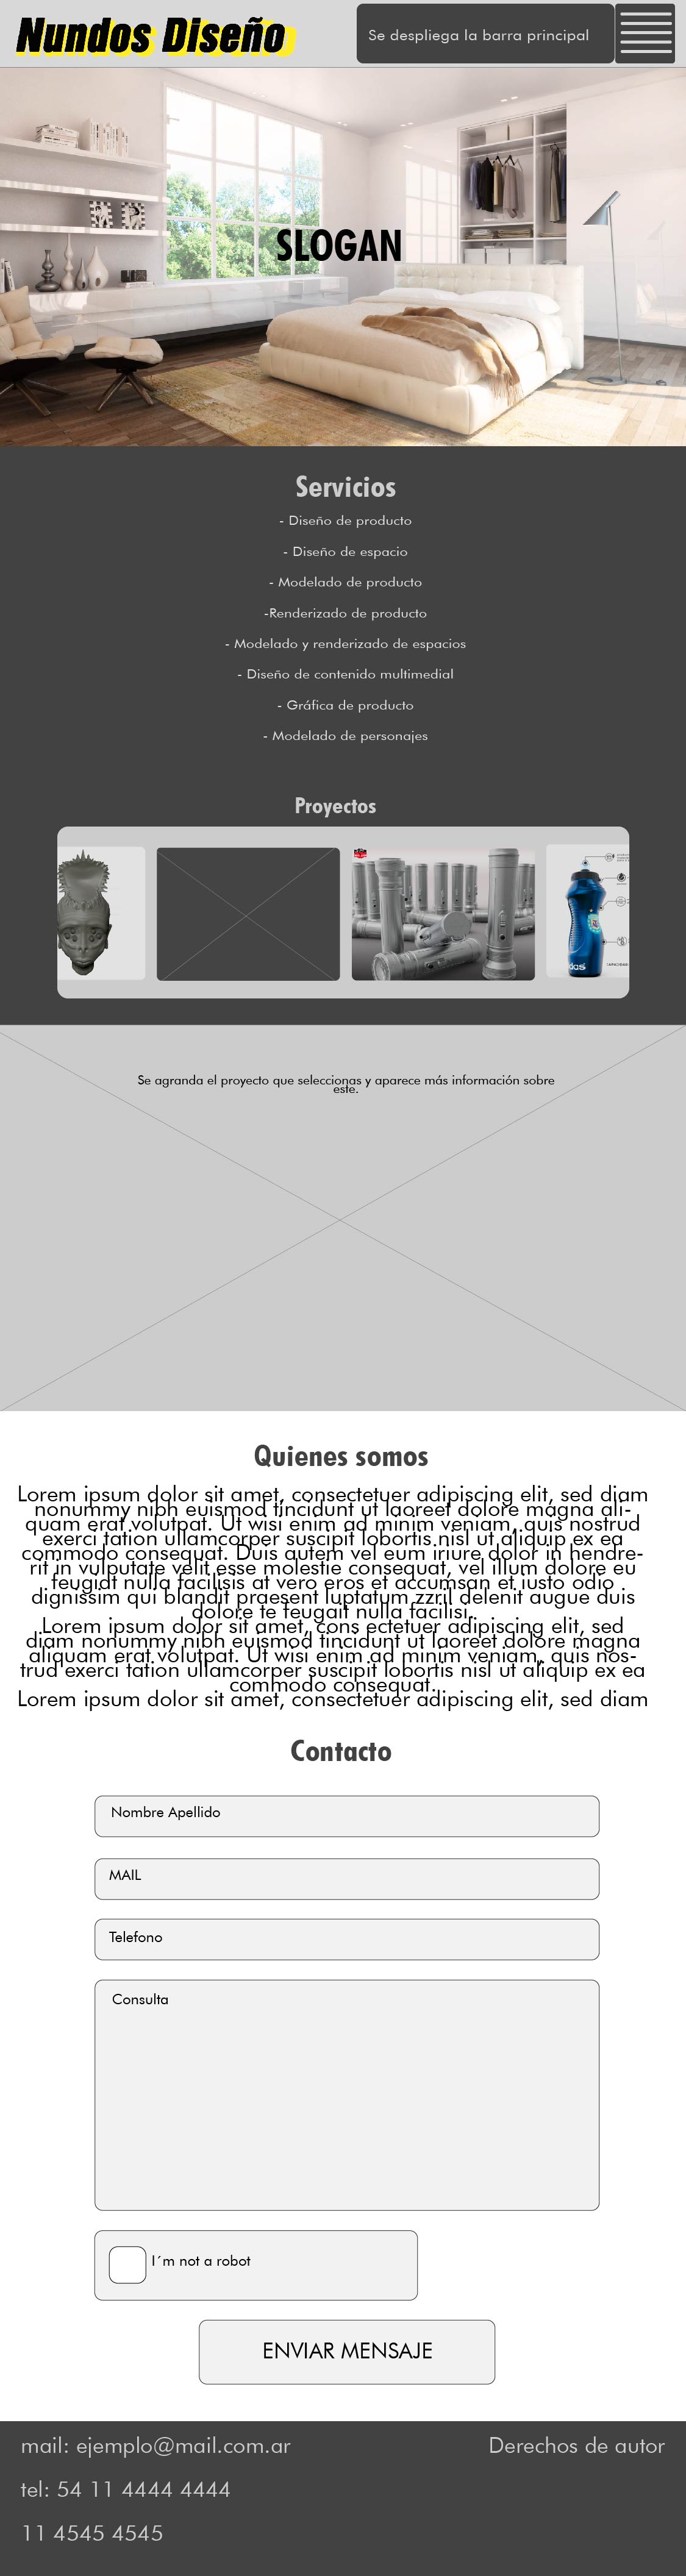 Nundos Diseño
Se despliega la barra principal
SLOGAN
Servicios
- Diseño de producto
- Diseño de espacio
- Modelado de producto
-Renderizado de producto
- Modelado y renderizado de espacios
- Diseño de contenido multimedial
- Gráfica de producto
- Modelado de personajes
Proyectos
Se agranda el proyecto que seleccionas y aparece más información sobre
este.
Quienes somos
Lorem ipsum dolor sit amet, consectetuer adipiscing elit, sed diam
nonummy nibh euismod tincidunt ut laoreet dolore magna ali-
quam erat volutpat. Ut wisi enim ad minim veniam, quis nostrud
exerci tation ullamcorper suscipit lobortis nisl ut aliquip ex ea
commodo consequat. Duis autem vel eum iriure dolor in hendre-
rit in vulputate velit esse molestie consequat, vel illum dolore eu
feugiat nulla facilisis at vero eros et accumsan et iusto odio
dignissim qui blandit praesent luptatum zzril delenit augue duis
dolore te feugait nulla facilisi.
Lorem ipsum dolor sit amet, cons ectetuer adipiscing elit, sed
diam nonummy nibh euismod tincidunt ut laoreet dolore magna
aliquam erat volutpat. Ut wisi enim ad minim veniam, quis nos-
trud exerci tation ullamcorper suscipit lobortis nisl ut aliquip ex ea
commodo consequat.
Lorem ipsum dolor sit amet, consectetuer adipiscing elit, sed diam
Contacto
Nombre Apellido
MAIL
Telefono
Consulta
I´m not a robot
ENVIAR MENSAJE
mail: ejemplo@mail.com.ar
Derechos de autor
tel: 54 11 4444 4444
11 4545 4545